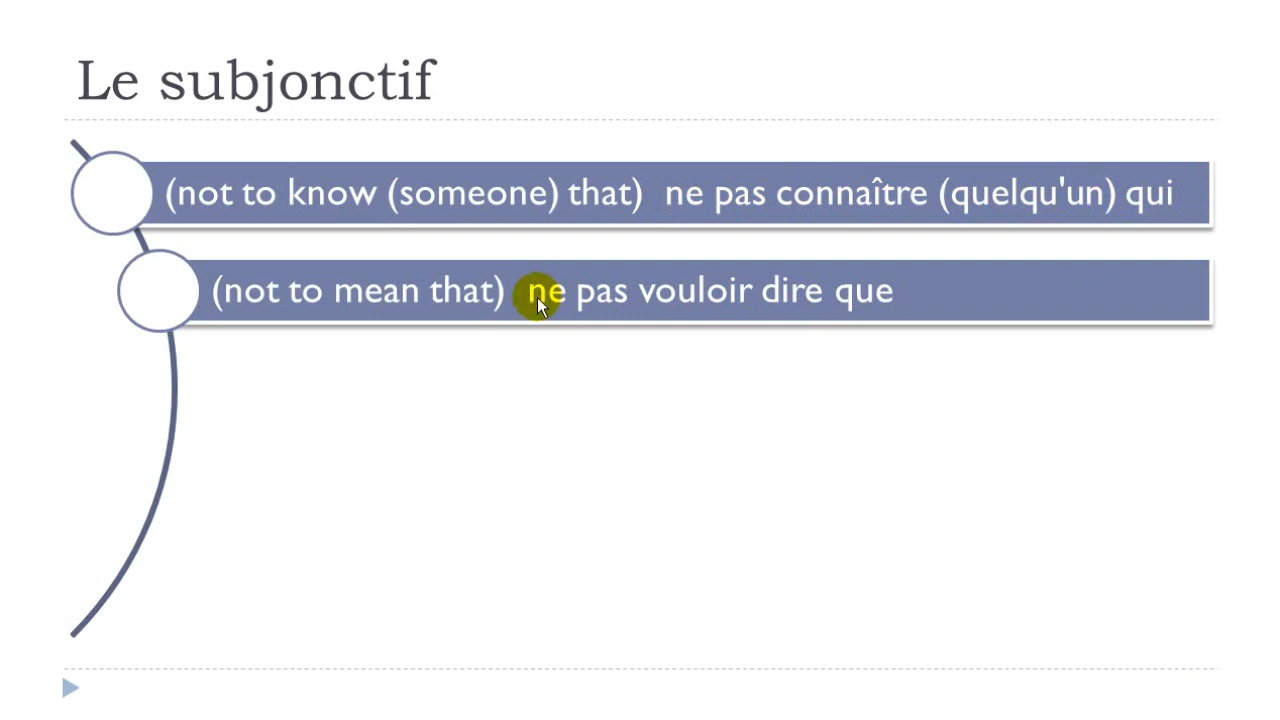 Le subjonctif
(not to know (someone) that) ne pas connaître (quelqu'un) qui
(not to mean that) ne pas vouloir dire que